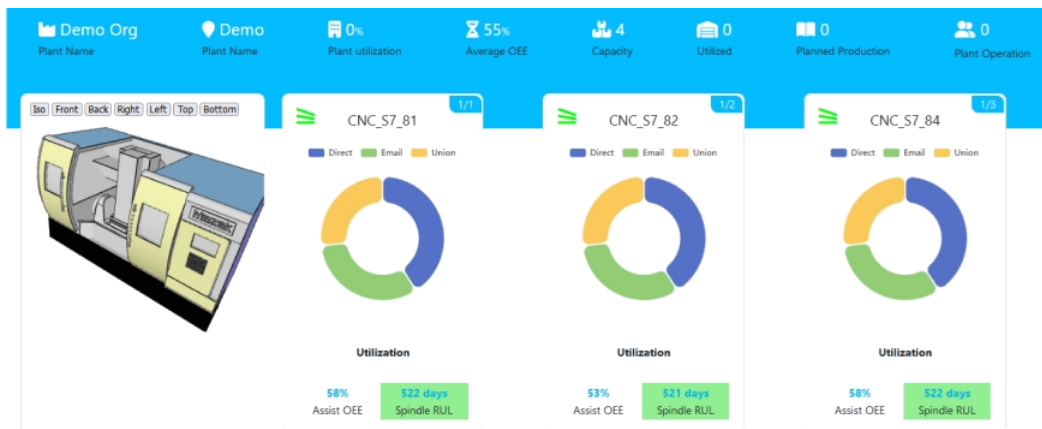 Demo Org
Plant Name
Demo
Plant Name
0%
Plant utilization
55%
Average OEE
4
Capacity
0
Utilized
0
Planned Production
0
Plant Operation
Iso Front Back Right Left Top Bottom
Mazak
1/1
CNC_S7_81
Direct Email Union
Utilization
58%
Assist OEE
522 days
Spindle RUL
1/2
CNC_S7_82
Direct Email Union
Utilization
53%
Assist OEE
521 days
Spindle RUL
1/3
CNC_S7_84
Direct Email Union
Utilization
58%
Assist OEE
522 days
Spindle RUL